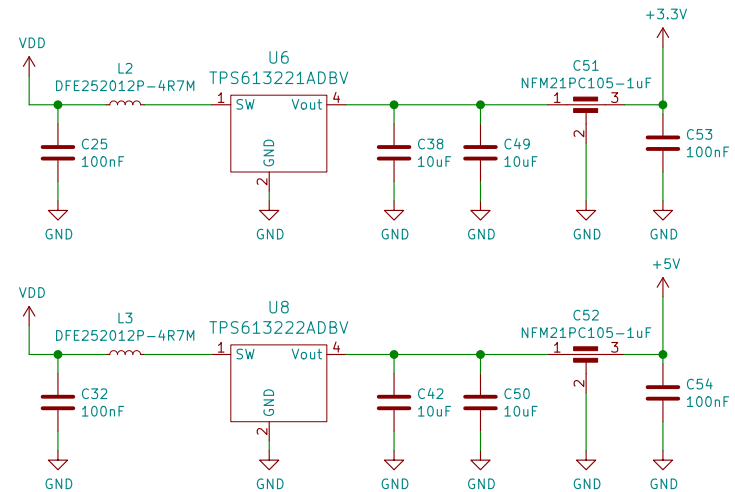 +3.3V
VDD
U6
TPS613221ADBV
C51
NFM21PC105-1uF
L2
DFE252012P-4R7M
1 SW Vout 4
1 3
C25
100nF
GND
2
C38
10uF
C49
10uF
2
C53
100nF
GND GND GND GND GND GND
+5V
VDD
U8
TPS613222ADBV
C52
NFM21PC105-1uF
L3
DFE252012P-4R7M
1 SW Vout 4
1 3
C32
100nF
GND
2
C42
10uF
C50
10uF
2
C54
100nF
GND GND GND GND GND GND